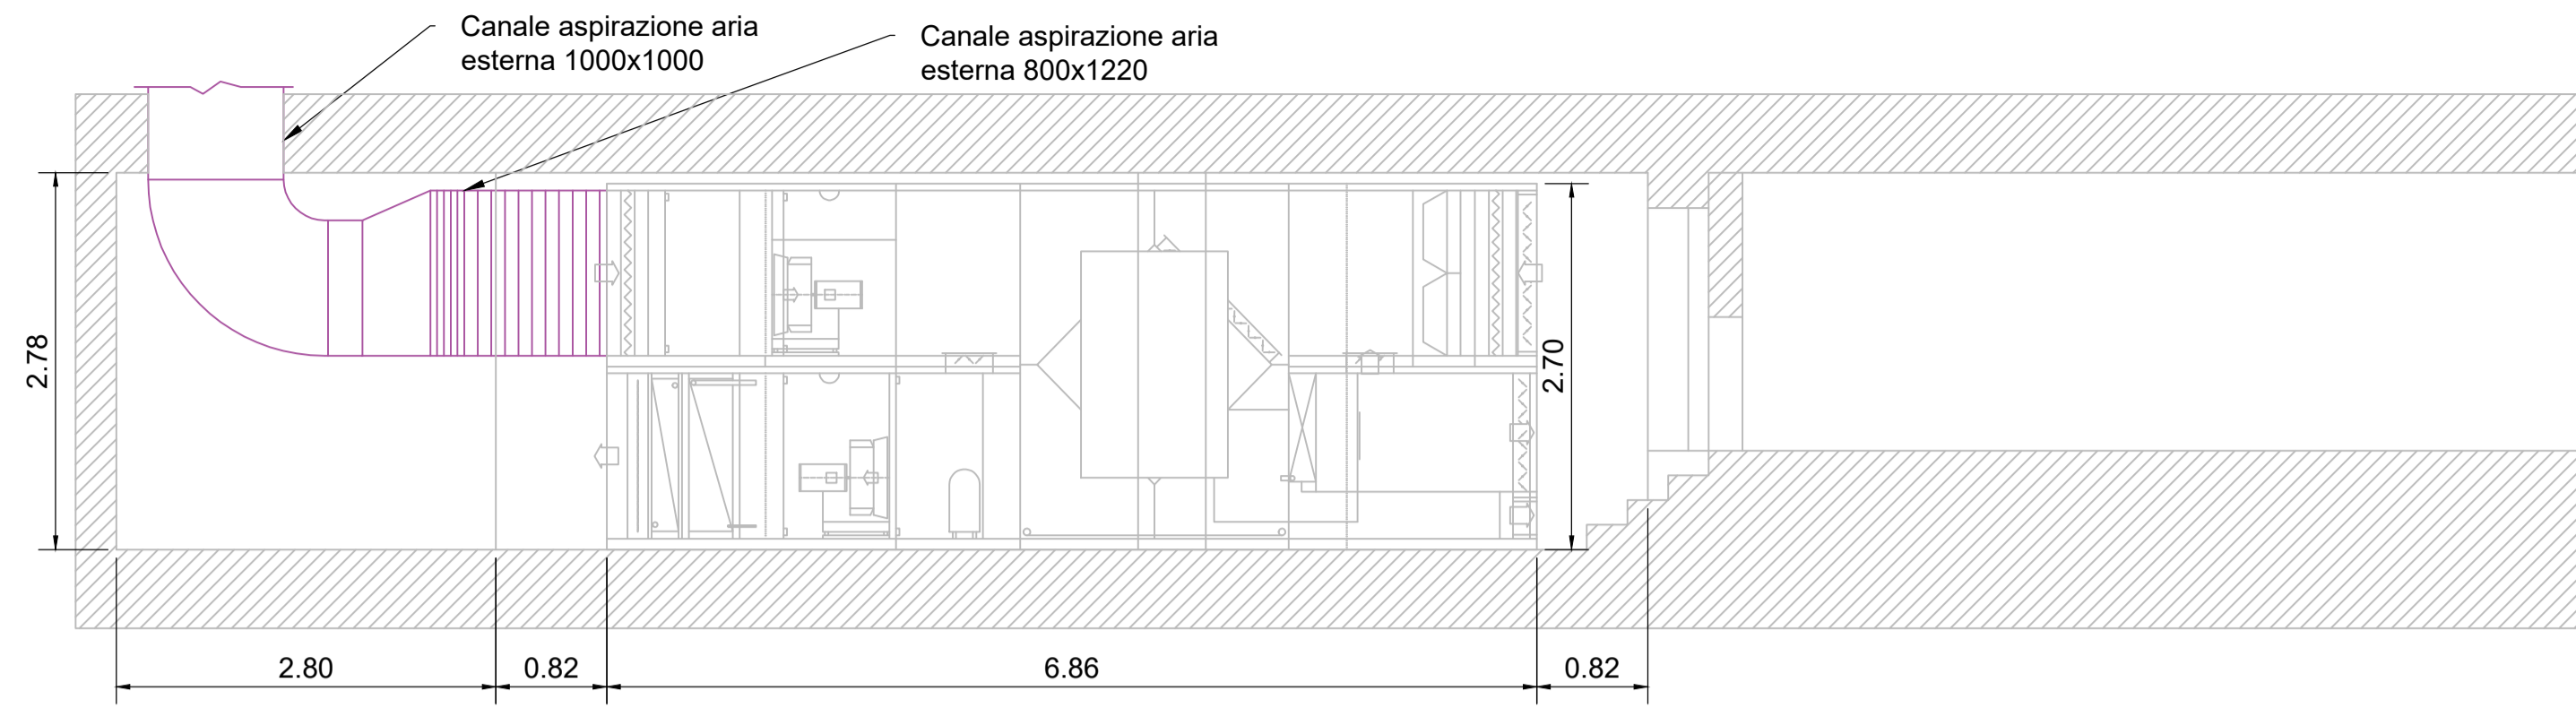 Canale aspirazione aria
esterna 1000x1000
Canale aspirazione aria
esterna 800x1220
2.78
2.70
2.80
0.82
6.86
0.82